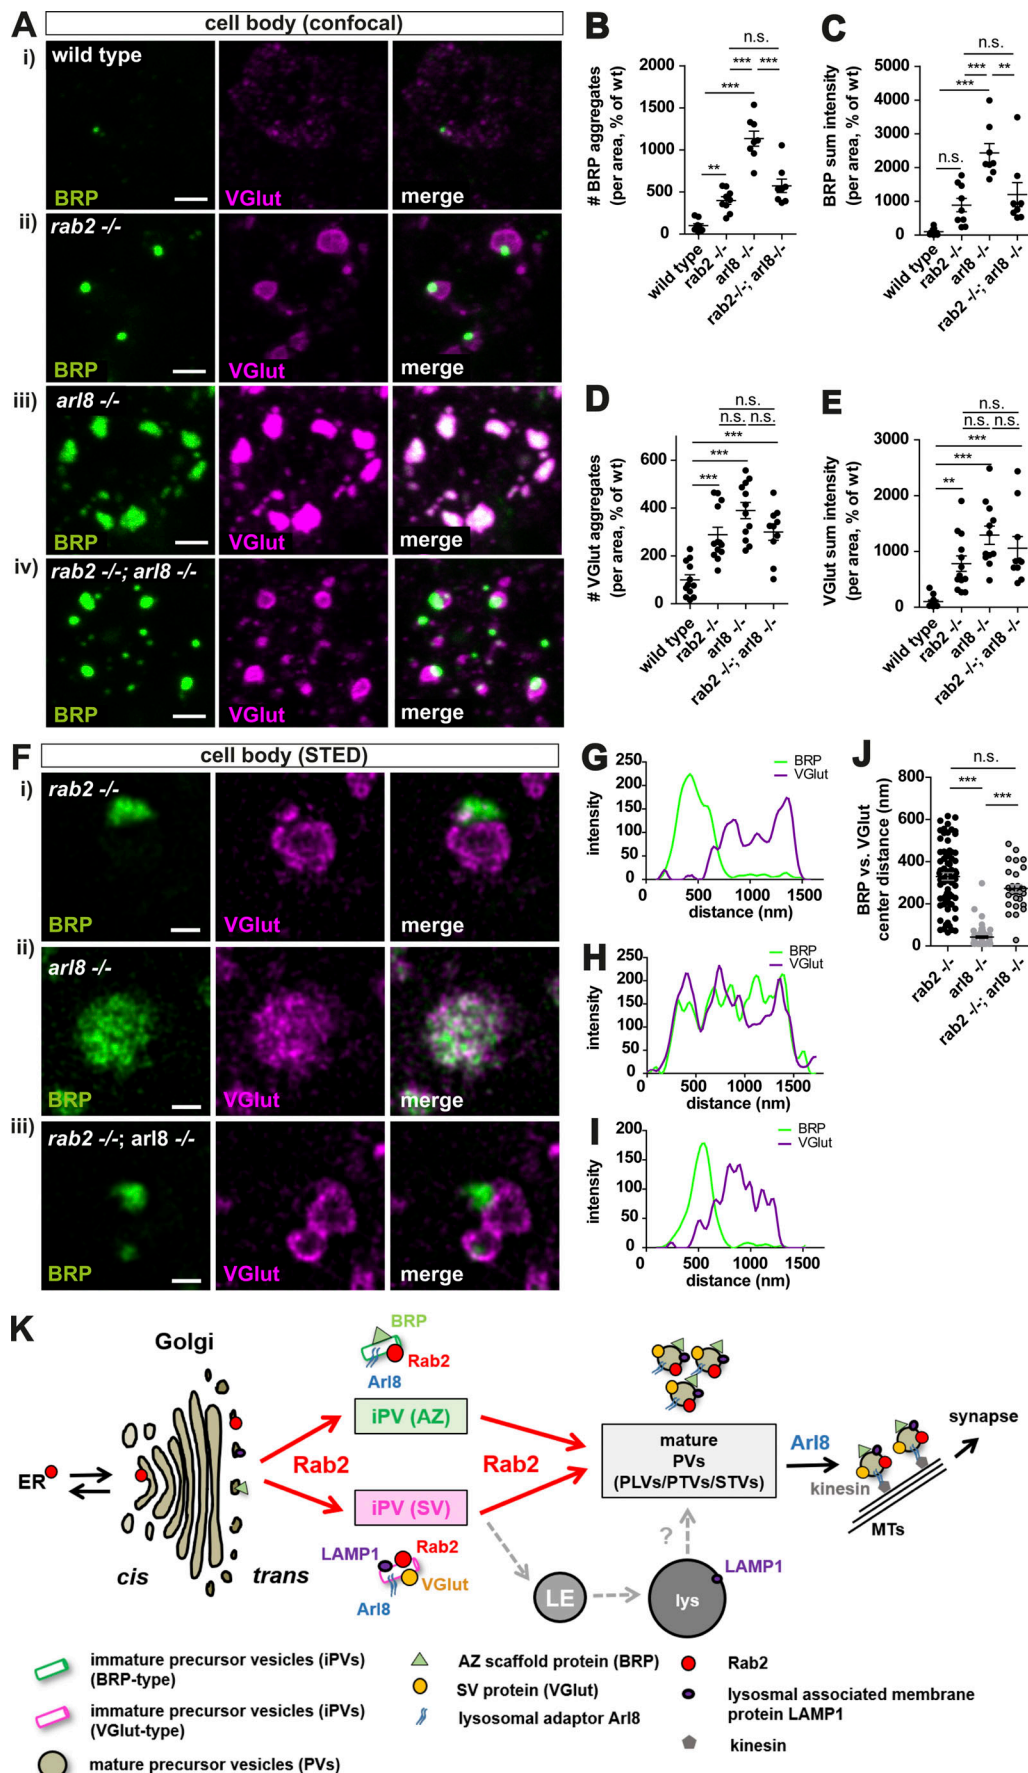 A
cell body (confocal)
i)
wild type
BRP
VGlut
merge
ii)
rab2 -/-
BRP
VGlut
merge
iii)
arl8 -/-
BRP
VGlut
merge
iv)
rab2 -/-; arl8 -/-
BRP
VGlut
merge
B
# BRP aggregates
(per area, % of wt)
2000
1500
1000
500
0
n.s.
*** ***
***
**
wild type
rab2 -/-
arl8 -/-
rab2-/-; arl8-/-
C
BRP sum intensity
(per area, % of wt)
5000
4000
3000
2000
1000
0
n.s.
*** **
***
n.s.
wild type
rab2 -/-
arl8 -/-
rab2 -/-; arl8 -/-
D
# VGlut aggregates
(per area, % of wt)
600
400
200
0
n.s.
n.s. n.s.
***
***
***
wild type
rab2 -/-
arl8 -/-
rab2 -/-; arl8 -/-
E
VGlut sum intensity
(per area, % of wt)
3000
2000
1000
0
n.s.
n.s. n.s.
***
***
**
wild type
rab2 -/-
arl8 -/-
rab2 -/-; arl8 -/-
F
cell body (STED)
i)
rab2 -/-
BRP
VGlut
merge
ii)
arl8 -/-
BRP
VGlut
merge
iii)
rab2 -/-; arl8 -/-
BRP
VGlut
merge
G
intensity
250
200
150
100
50
0
BRP
VGlut
0 500 1000 1500
distance (nm)
H
intensity
250
200
150
100
50
0
BRP
VGlut
0 500 1000 1500
distance (nm)
I
intensity
200
150
100
50
0
BRP
VGlut
0 500 1000 1500
distance (nm)
J
BRP vs. VGlut
center distance (nm)
800
600
400
200
0
n.s.
***
***
rab2 -/-
arl8 -/-
rab2 -/-; arl8 -/-
K
Golgi
ER
cis
trans
BRP
Rab2
Arl8
iPV (AZ)
Rab2
iPV (SV)
LAMP1
Rab2
VGlut
Arl8
Rab2
mature
PVs
(PLVs/PTVs/STVs)
?
LE
lys
LAMP1
Arl8
kinesin
MTs
synapse
immature precursor vesicles (iPVs)
(BRP-type)
immature precursor vesicles (iPVs)
(VGlut-type)
mature precursor vesicles (PVs)
AZ scaffold protein (BRP)
SV protein (VGlut)
lysosomal adaptor Arl8
Rab2
lysosmal associated membrane
protein LAMP1
kinesin